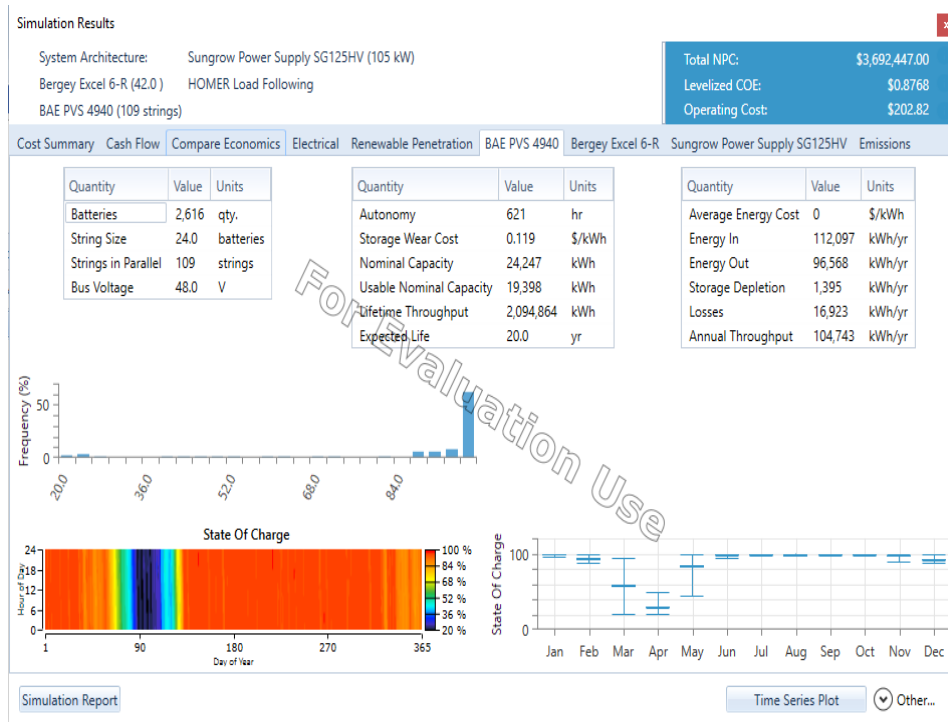 Simulation Results
x
System Architecture: Sungrow Power Supply SG125HV (105 kW)
Bergey Excel 6-R (42.0 ) HOMER Load Following
BAE PVS 4940 (109 strings)
Total NPC: $3,692,447.00
Levelized COE: $0.8768
Operating Cost: $202.82
Cost Summary Cash Flow Compare Economics Electrical Renewable Penetration BAE PVS 4940 Bergey Excel 6-R Sungrow Power Supply SG125HV Emissions
Quantity Value Units
Batteries 2,616 qty.
String Size 24.0 batteries
Strings in Parallel 109 strings
Bus Voltage 48.0 V
Quantity Value Units
Autonomy 621 hr
Storage Wear Cost 0.119 $/kWh
Nominal Capacity 24,247 kWh
Usable Nominal Capacity 19,398 kWh
Lifetime Throughput 2,094,864 kWh
Expected Life 20.0 yr
Quantity Value Units
Average Energy Cost 0 $/kWh
Energy In 112,097 kWh/yr
Energy Out 96,568 kWh/yr
Storage Depletion 1,395 kWh/yr
Losses 16,923 kWh/yr
Annual Throughput 104,743 kWh/yr
For Evaluation Use
Frequency (%)
50
0
20.0 36.0 52.0 68.0 84.0
State Of Charge
Hour of Day
24
18
12
6
0
1 90 180 270 365
Day of Year
100 %
84 %
68 %
52 %
36 %
20 %
State Of Charge
100
0
Jan Feb Mar Apr May Jun Jul Aug Sep Oct Nov Dec
Simulation Report
Time Series Plot
Other...